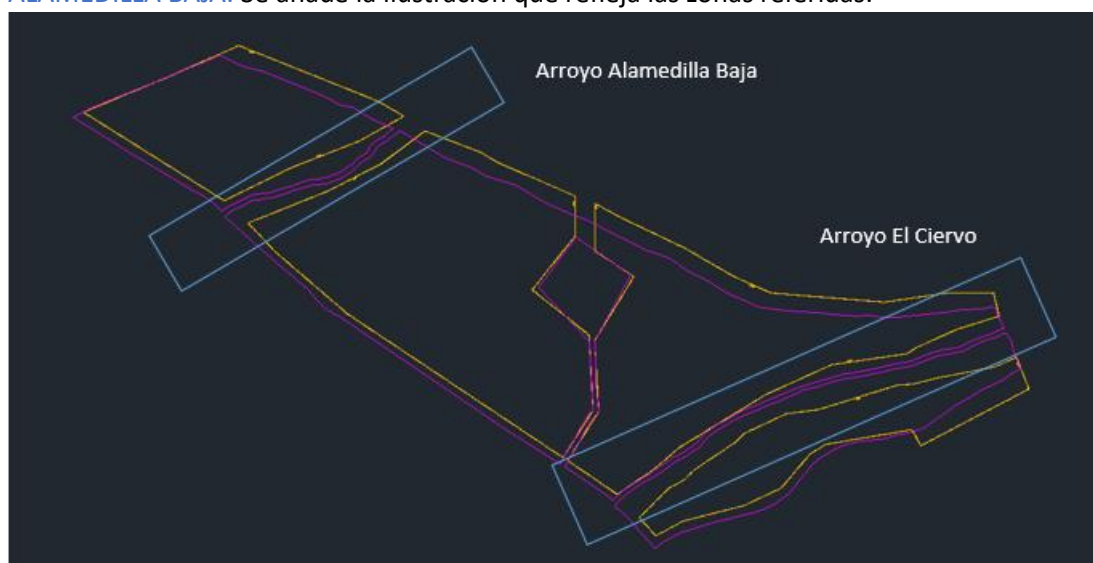 ALAMEDILLA BAJA. Se añade la ilustración que refleja las zonas referidas:
Arroyo Alamedilla Baja
Arroyo El Ciervo